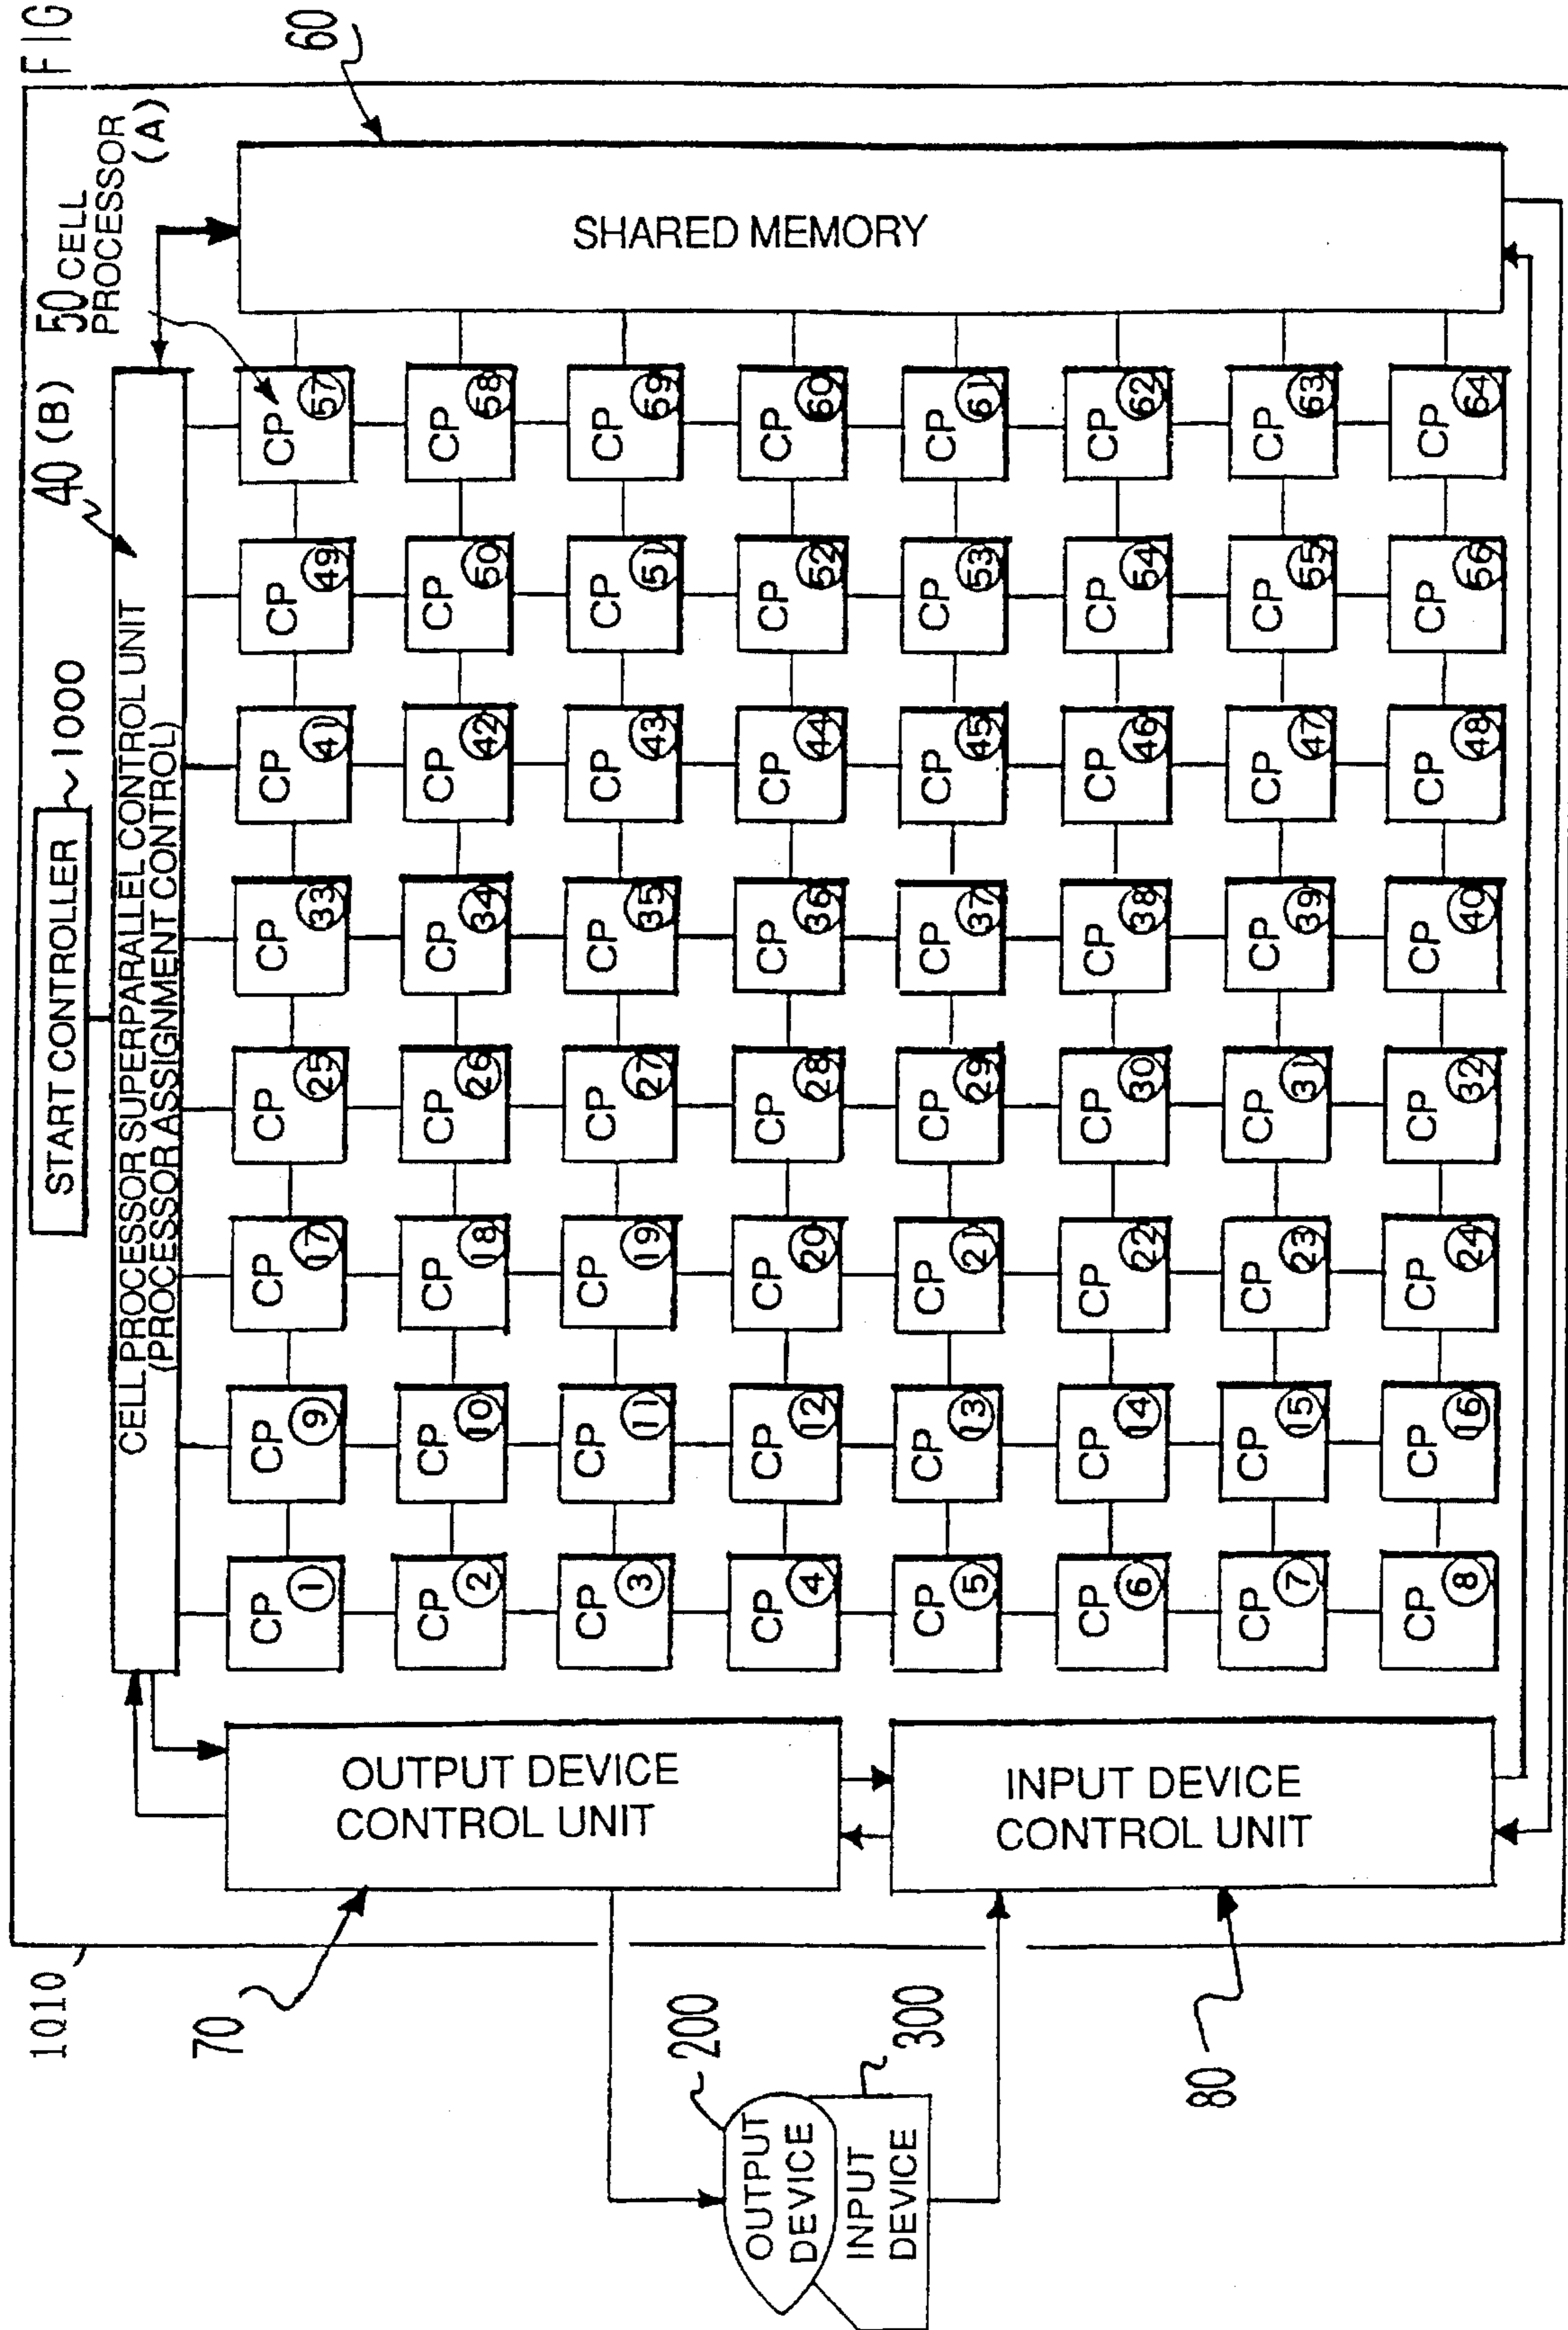 FIG
1010
START CONTROLLER
1000
40 (B)
50 CELL
PROCESSOR
(A)
60
CELL PROCESSOR SUPERPARALLEL CONTROL UNIT
(PROCESSOR ASSIGNMENT CONTROL)
CP 1
CP 9
CP 17
CP 25
CP 33
CP 41
CP 49
CP 57
CP 2
CP 10
CP 18
CP 26
CP 34
CP 42
CP 50
CP 58
CP 3
CP 11
CP 19
CP 27
CP 35
CP 43
CP 51
CP 59
CP 4
CP 12
CP 20
CP 28
CP 36
CP 44
CP 52
CP 60
CP 5
CP 13
CP 21
CP 29
CP 37
CP 45
CP 53
CP 61
CP 6
CP 14
CP 22
CP 30
CP 38
CP 46
CP 54
CP 62
CP 7
CP 15
CP 23
CP 31
CP 39
CP 47
CP 55
CP 63
CP 8
CP 16
CP 24
CP 32
CP 40
CP 48
CP 56
CP 64
SHARED MEMORY
70
OUTPUT DEVICE
CONTROL UNIT
80
INPUT DEVICE
CONTROL UNIT
200
OUTPUT
DEVICE
300
INPUT
DEVICE